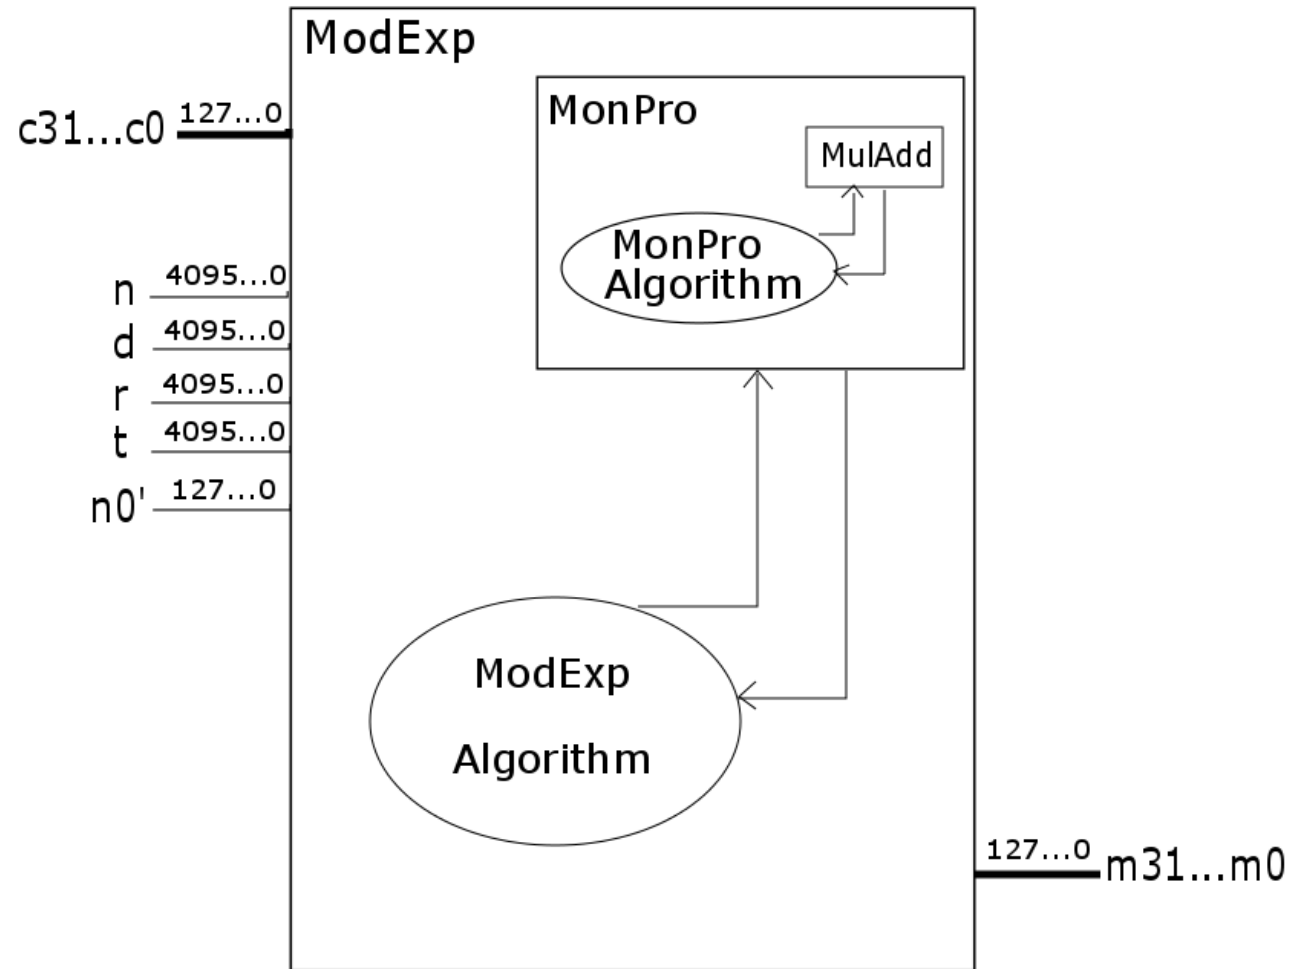 ModExp
MonPro
MulAdd
c31...c0 127...0
MonPro
Algorithm
n 4095...0
d 4095...0
r 4095...0
t 4095...0
n0' 127...0
ModExp
Algorithm
127...0 m31...m0